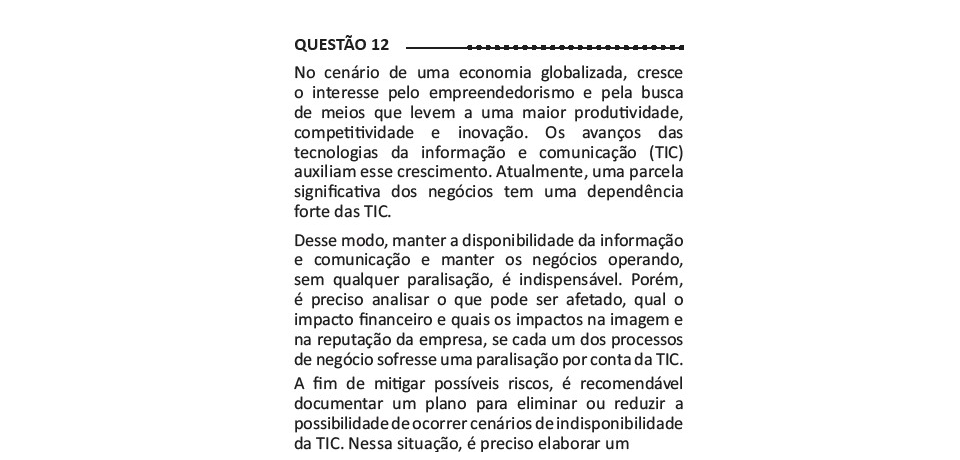 QUESTÃO 12
No cenário de uma economia globalizada, cresce
o interesse pelo empreendedorismo e pela busca
de meios que levem a uma maior produtividade,
competitividade e inovação. Os avanços das
tecnologias da informação e comunicação (TIC)
auxiliam esse crescimento. Atualmente, uma parcela
significativa dos negócios tem uma dependência
forte das TIC.
Desse modo, manter a disponibilidade da informação
e comunicação e manter os negócios operando,
sem qualquer paralisação, é indispensável. Porém,
é preciso analisar o que pode ser afetado, qual o
impacto financeiro e quais os impactos na imagem e
na reputação da empresa, se cada um dos processos
de negócio sofresse uma paralisação por conta da TIC.
A fim de mitigar possíveis riscos, é recomendável
documentar um plano para eliminar ou reduzir a
possibilidade de ocorrer cenários de indisponibilidade
da TIC. Nessa situação, é preciso elaborar um